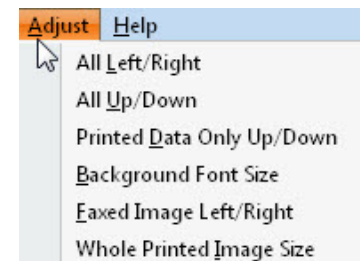 Adjust Help
All Left/Right
All Up/Down
Printed Data Only Up/Down
Background Font Size
Faxed Image Left/Right
Whole Printed Image Size